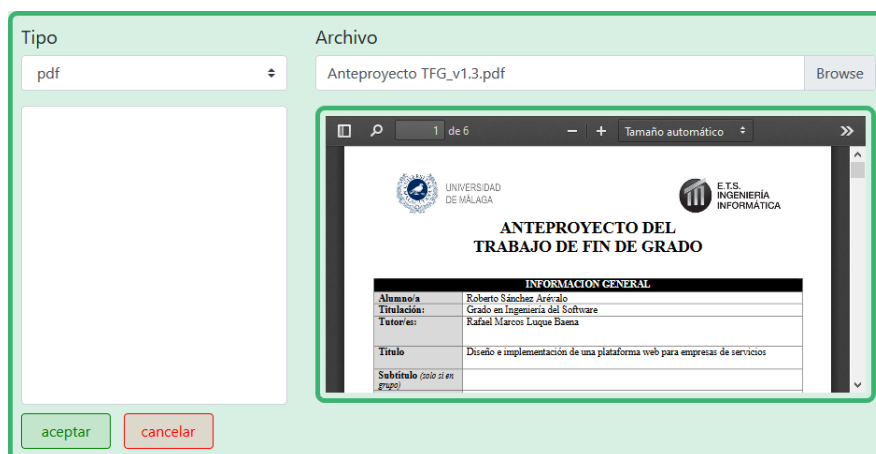 Tipo
Archivo
pdf
Anteproyecto TFG_v1.3.pdf
Browse
1 de 6
Tamaño automático
UNIVERSIDAD
DE MÁLAGA
E.T.S.
INGENIERÍA
INFORMÁTICA
ANTEPROYECTO DEL
TRABAJO DE FIN DE GRADO
INFORMACION GENERAL
Alumno/a Roberto Sánchez Arévalo
Titulación: Grado en Ingeniería del Software
Tutor/es: Rafael Marcos Luque Baena
Título Diseño e implementación de una plataforma web para empresas de servicios
Subtítulo (solo si en
grupo)
aceptar
cancelar